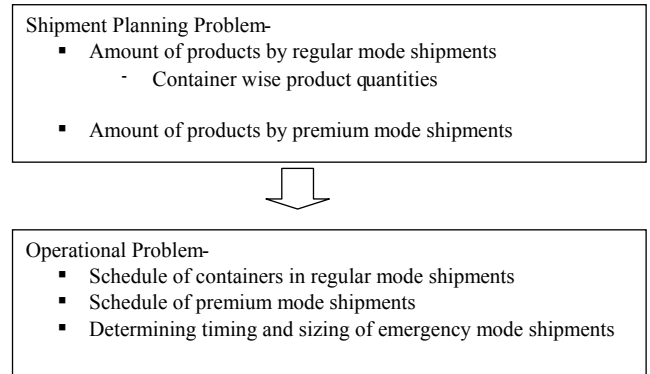 Shipment Planning Problem-
▪ Amount of products by regular mode shipments
- Container wise product quantities
▪ Amount of products by premium mode shipments
Operational Problem-
▪ Schedule of containers in regular mode shipments
▪ Schedule of premium mode shipments
▪ Determining timing and sizing of emergency mode shipments